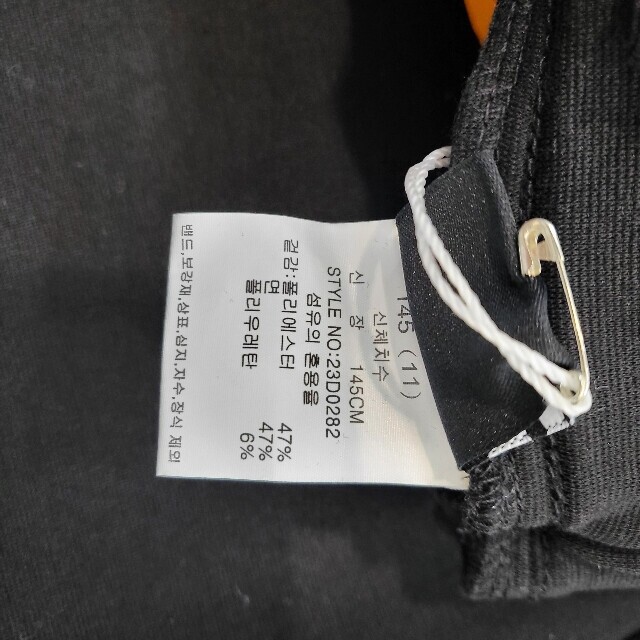 145 (11)
신체치수
신 장 145CM
STYLE NO:23D0282
섬유의 혼용율
겉감:폴리에스터 47%
면 47%
폴리우레탄 6%
밴드,보강재,상표,심지,자수,장식 제외